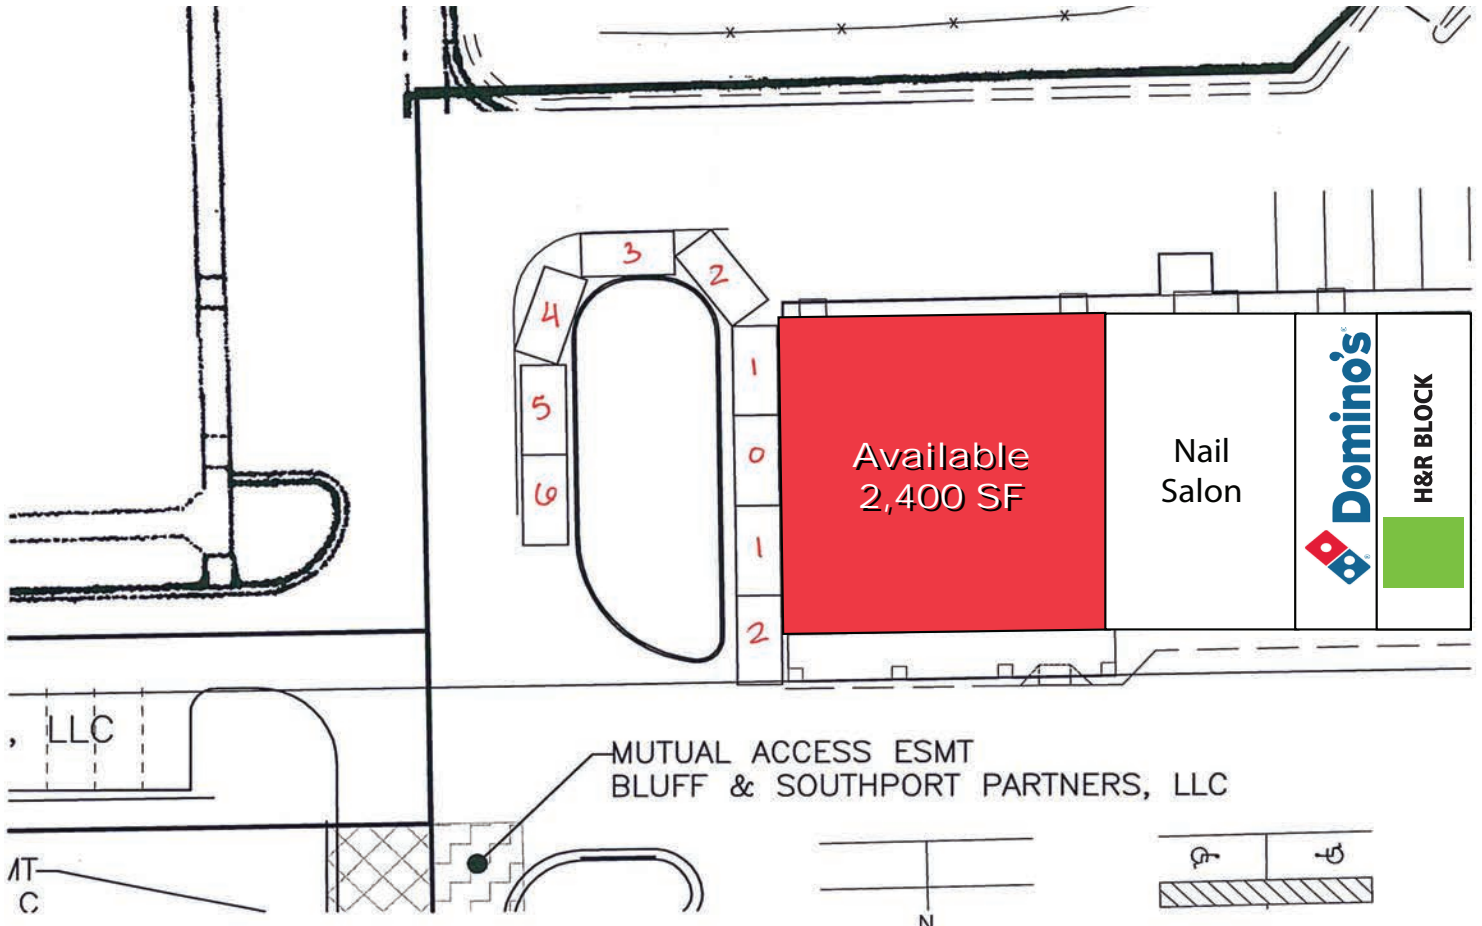 3
2
4
1
5
0
6
1
2
Available
2,400 SF
Nail
Salon
Domino's
H&R BLOCK
, LLC
MUTUAL ACCESS ESMT
BLUFF & SOUTHPORT PARTNERS, LLC
MT
C
N